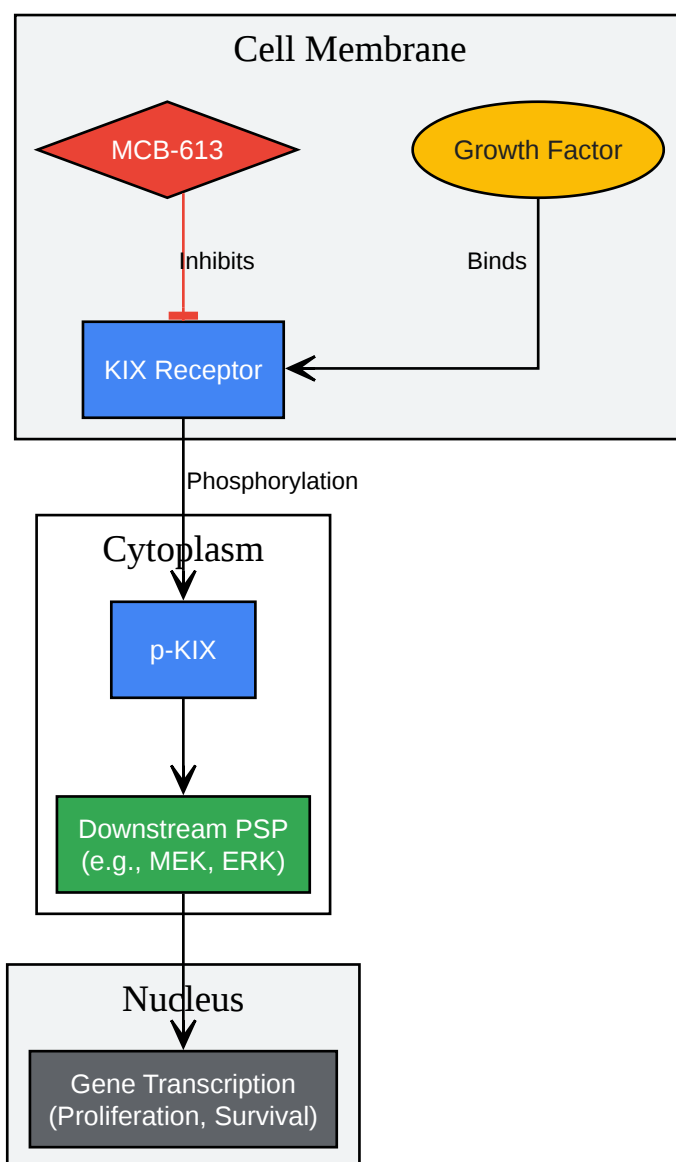 Cell Membrane
MCB-613
Growth Factor
Inhibits
Binds
KIX Receptor
Phosphorylation
Cytoplasm
p-KIX
Downstream PSP
(e.g., MEK, ERK)
Nucleus
Gene Transcription
(Proliferation, Survival)